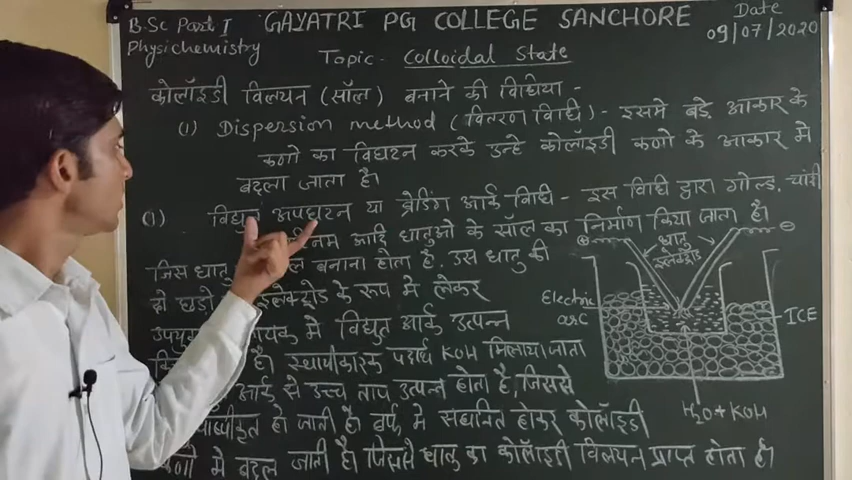 B.Sc Part I GAYATRI PG COLLEGE SANCHORE Date
Physichemistry Topic - Colloidal State 09/07/2020
कोलॉइडी विलयन (सॉल) बनाने की विधिया -
(1) Dispersion method (वितरण विधि) - इसमे बडे आकार के
कणो का विघटन करके उन्हे कोलॉइडी कणो के आकार मे
बदला जाता है।
(1) विद्युत अपघटन या ब्रेडिंग आर्क विधि - इस विधि द्वारा गोल्ड, चांदी
आदि धातुओ के सॉल का निर्माण किया जाता है।
जिस धातु बनाना होता है, उस धातु की
दो छडो इलेक्ट्रोड के रूप मे लेकर
मे विद्युत आर्क उत्पन्न
है। स्थायीकारक पदार्थ KOH मिलाया जाता
आर्क से उच्च ताप उत्पन्न होता है, जिससे
हो जाती है। बर्फ मे संघनित होकर कोलॉइडी
कणो मे बदल जाती है। जिससे धातु का कोलॉइडी विलयन प्राप्त होता है।
⊕ धातु इलेक्ट्रोड ⊖
Electric arc
ICE
H₂O + KOH